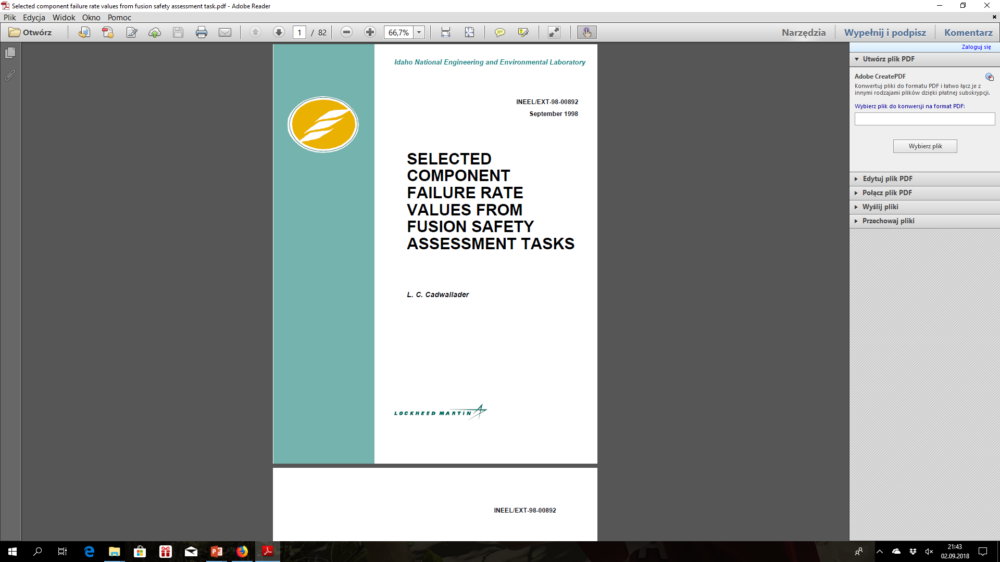 Selected component failure rate values from fusion safety assessment task.pdf - Adobe Reader
Plik Edycja Widok Okno Pomoc
Otwórz 1 / 82 66,7% Narzędzia Wypełnij i podpisz Komentarz
Zaloguj się
Utwórz plik PDF
Adobe CreatePDF
Konwertuj pliki do formatu PDF i łatwo łącz je z
innymi rodzajami plików dzięki płatnej subskrypcji.
Wybierz plik do konwersji na format PDF:
Wybierz plik
Edytuj plik PDF
Połącz plik PDF
Wyślij pliki
Przechowaj pliki
Idaho National Engineering and Environmental Laboratory
INEEL/EXT-98-00892
September 1998
SELECTED
COMPONENT
FAILURE RATE
VALUES FROM
FUSION SAFETY
ASSESSMENT TASKS
L. C. Cadwallader
LOCKHEED MARTIN
INEEL/EXT-98-00892
21:43
02.09.2018